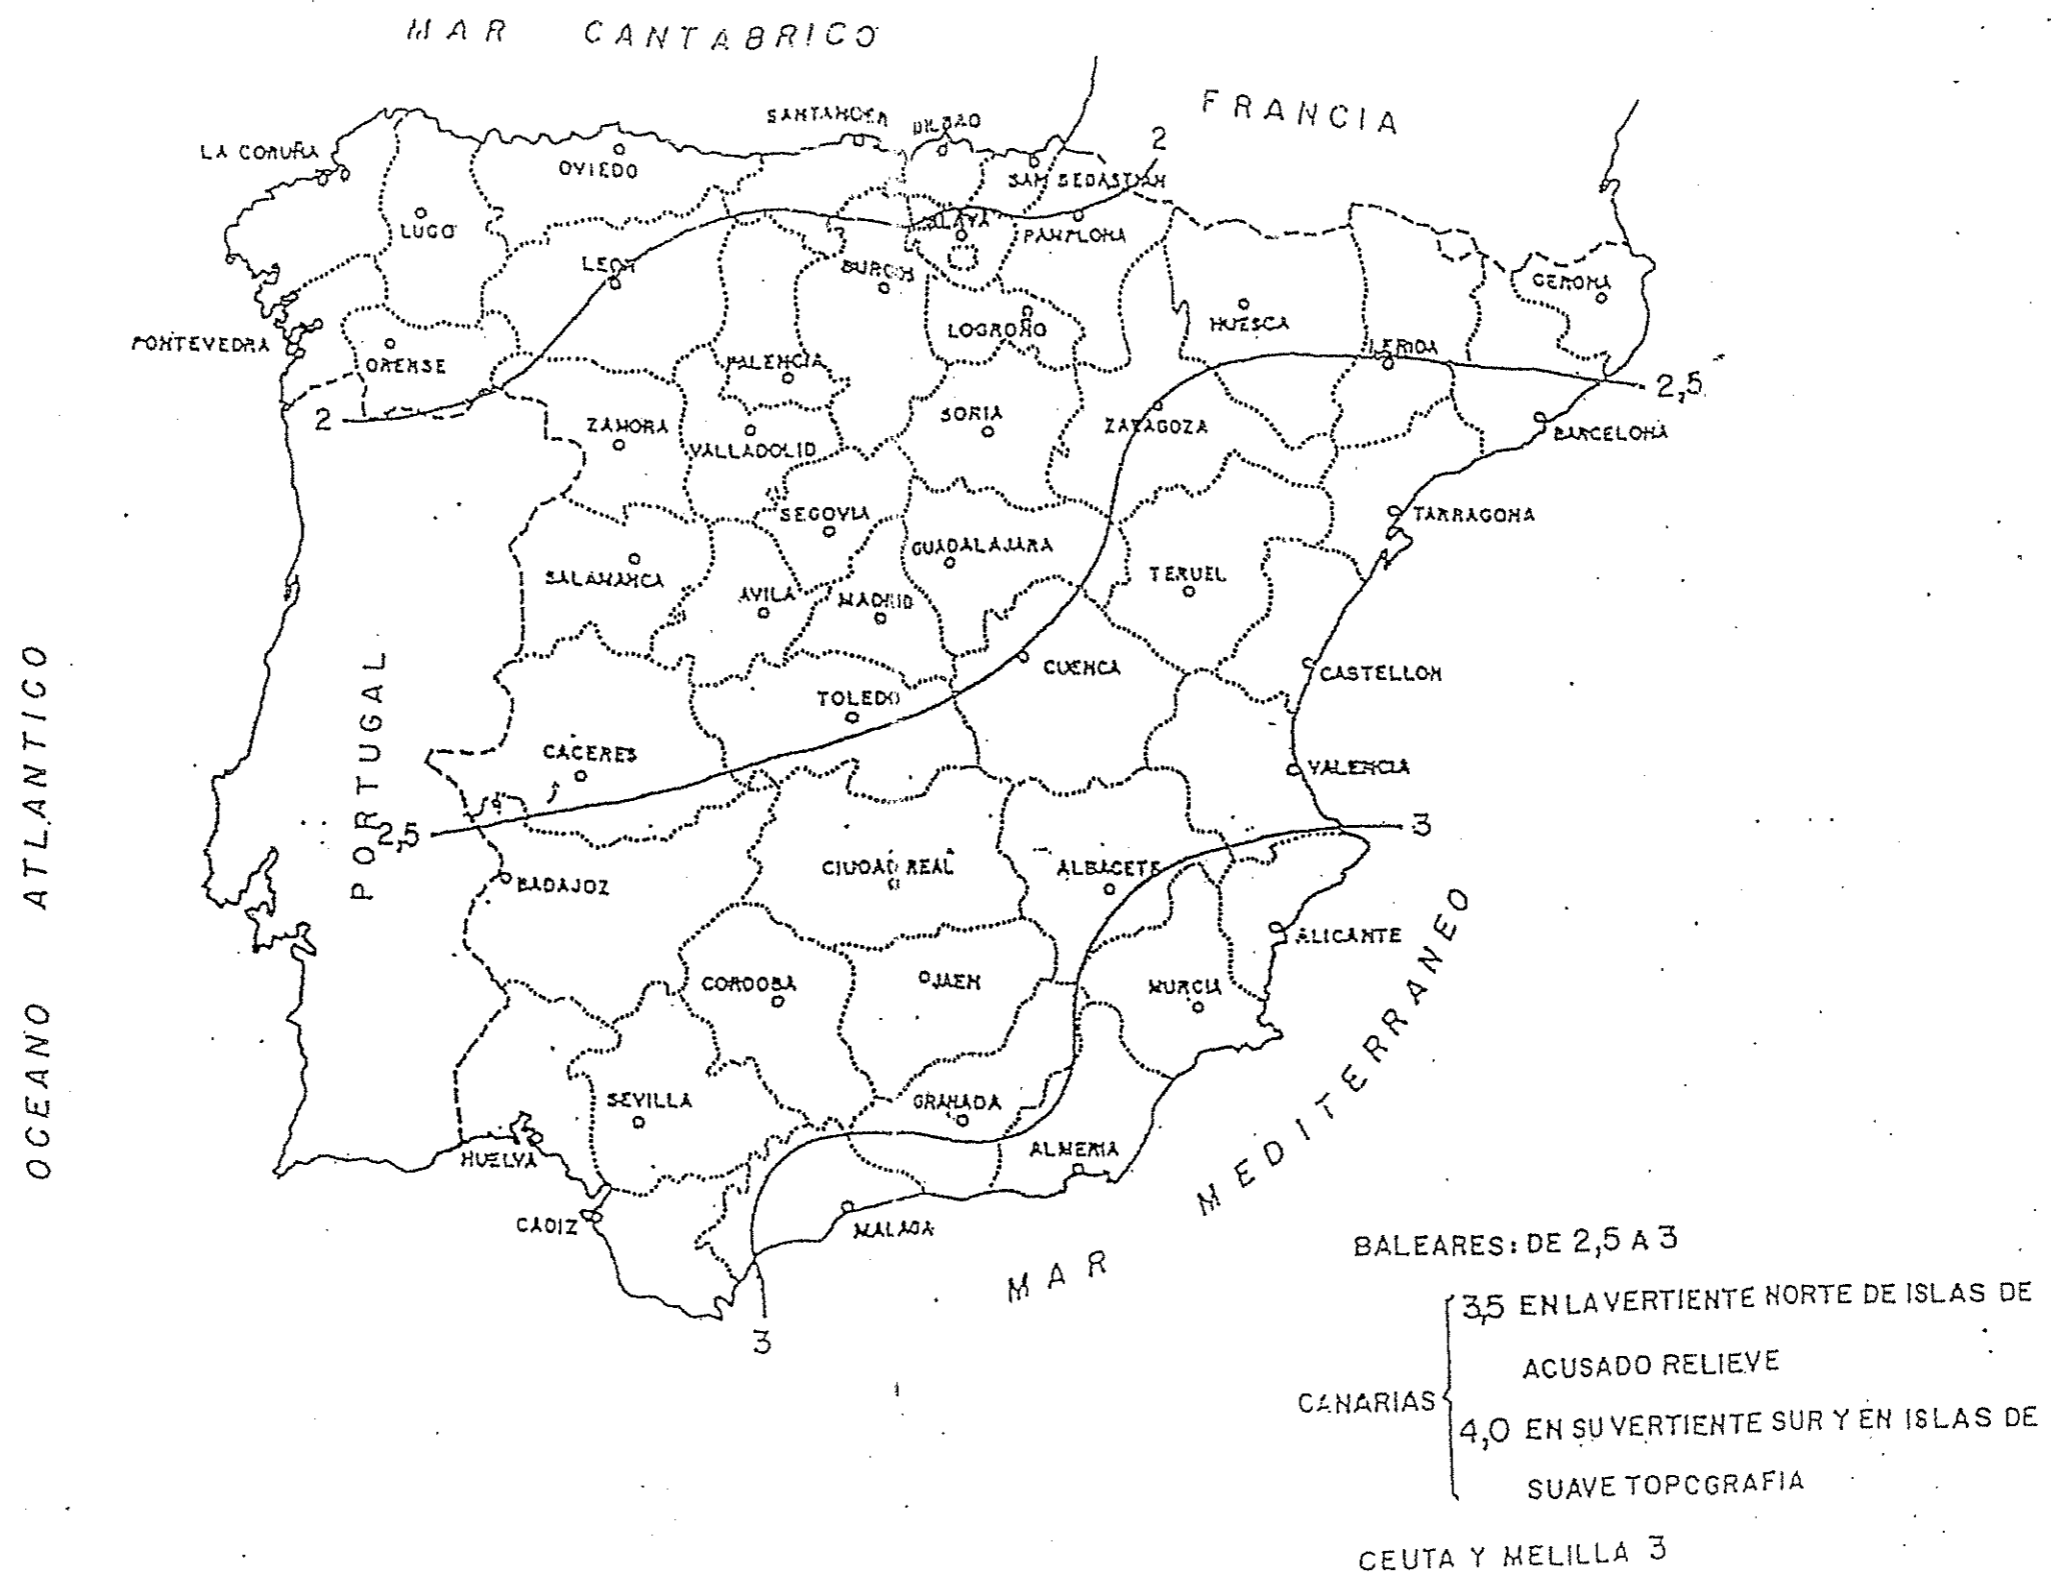 MAR CANTABRICO
FRANCIA
SANTANDER
BILBAO
2
LA CORUÑA
OVIEDO
SAN SEBASTIAN
LUGO
ALAVA
PAMPLONA
LEON
BURGOS
GERONA
PONTEVEDRA
ORENSE
LOGROÑO
HUESCA
PALENCIA
LERIDA
2,5
2
ZAMORA
VALLADOLID
SORIA
ZARAGOZA
BARCELONA
SEGOVIA
TARRAGONA
GUADALAJARA
SALAMANCA
AVILA
MADRID
TERUEL
OCEANO ATLANTICO
PORTUGAL
TOLEDO
CUENCA
CASTELLON
CACERES
VALENCIA
2,5
3
BADAJOZ
CIUDAD REAL
ALBACETE
ALICANTE
CORDOBA
JAEN
MURCIA
SEVILLA
GRANADA
HUELVA
ALMERIA
CADIZ
MALAGA
MAR MEDITERRANEO
3
BALEARES: DE 2,5 A 3
3,5 EN LA VERTIENTE NORTE DE ISLAS DE
ACUSADO RELIEVE
CANARIAS
4,0 EN SU VERTIENTE SUR Y EN ISLAS DE
SUAVE TOPOGRAFIA
CEUTA Y MELILLA 3